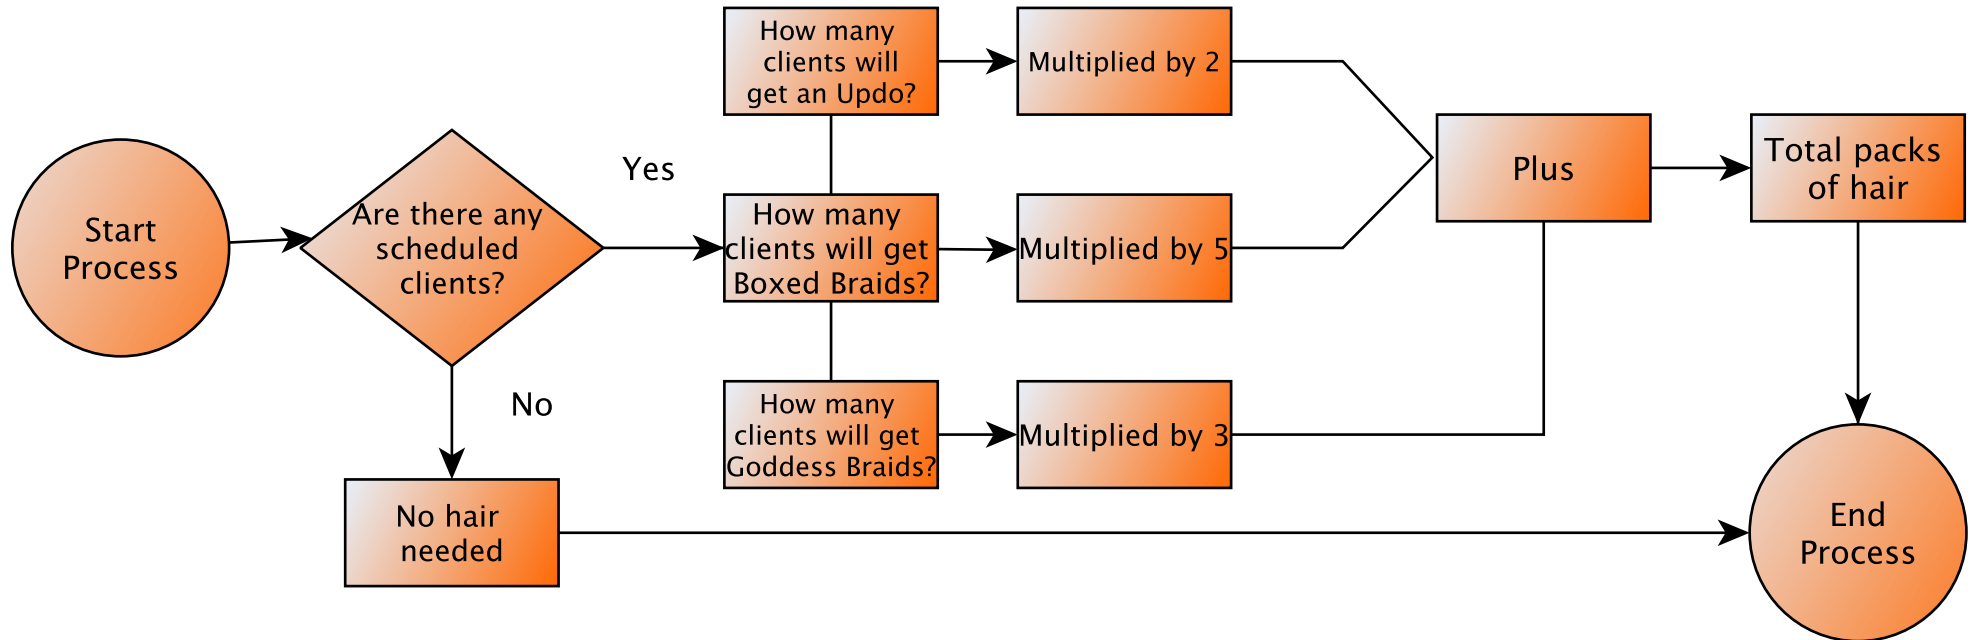 Start
Process
Are there any
scheduled
clients?
Yes
No
No hair
needed
How many
clients will
get an Updo?
Multiplied by 2
How many
clients will get
Boxed Braids?
Multiplied by 5
How many
clients will get
Goddess Braids?
Multiplied by 3
Plus
Total packs
of hair
End
Process